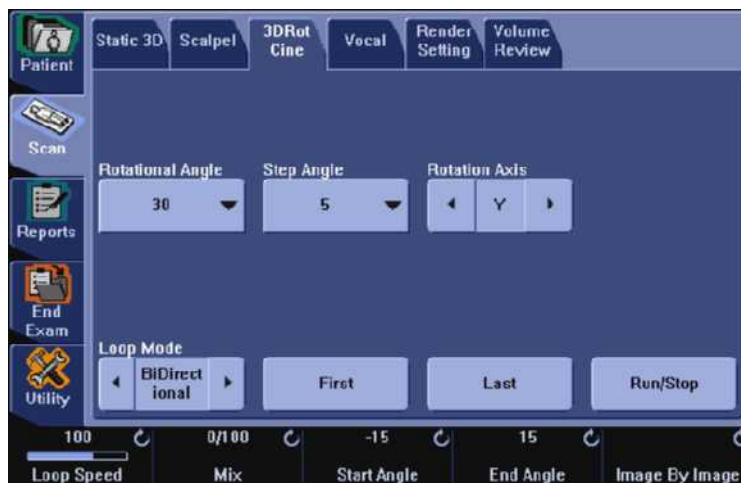 Patient
Static 3D
Scalpel
3DRot
Cine
Vocal
Render
Setting
Volume
Review
Scan
Rotational Angle
Step Angle
Rotation Axis
30
5
Y
Reports
End
Exam
Loop Mode
BiDirect
ional
First
Last
Run/Stop
Utility
100
0/100
-15
15
Loop Speed
Mix
Start Angle
End Angle
Image By Image